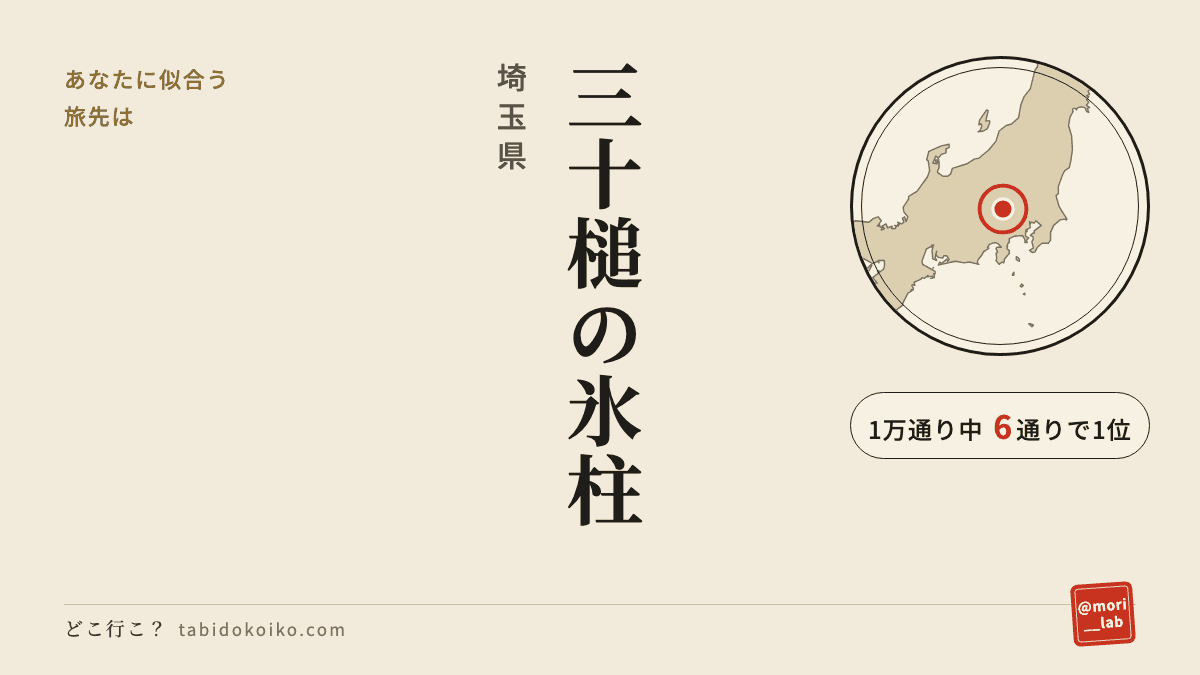 あなたに似合う
旅先は
三十槌の氷柱
埼玉県
1万通り中 6通りで1位
どこ行こ？ tabidokoiko.com
@mori
__lab